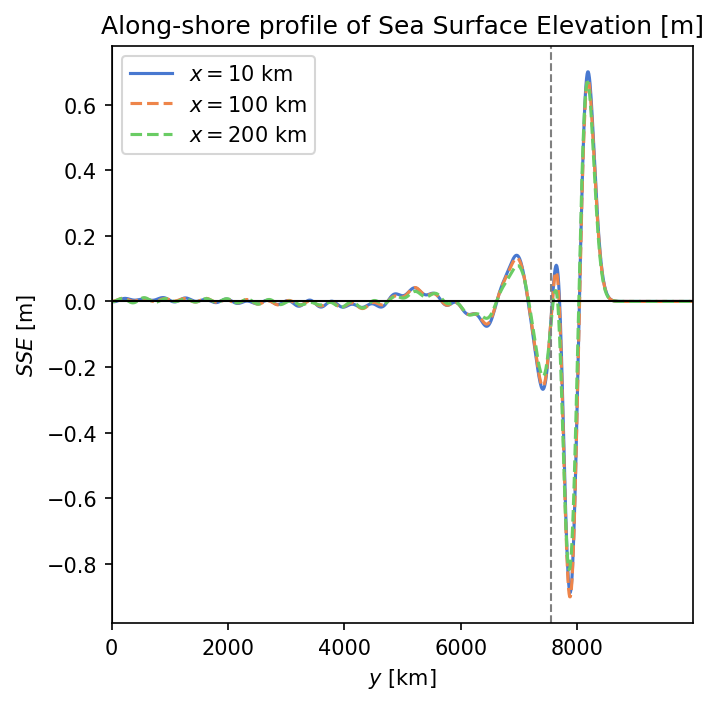 Along-shore profile of Sea Surface Elevation [m]
x = 10 km
x = 100 km
x = 200 km
0.6
0.4
0.2
0.0
−0.2
−0.4
−0.6
−0.8
SSE [m]
0 2000 4000 6000 8000
y [km]